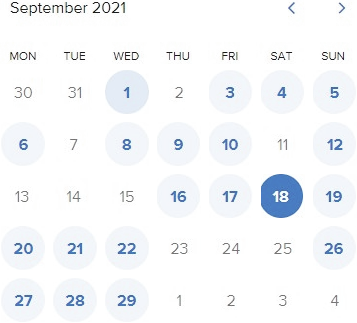 September 2021
MON TUE WED THU FRI SAT SUN
30 31 1 2 3 4 5
6 7 8 9 10 11 12
13 14 15 16 17 18 19
20 21 22 23 24 25 26
27 28 29 1 2 3 4